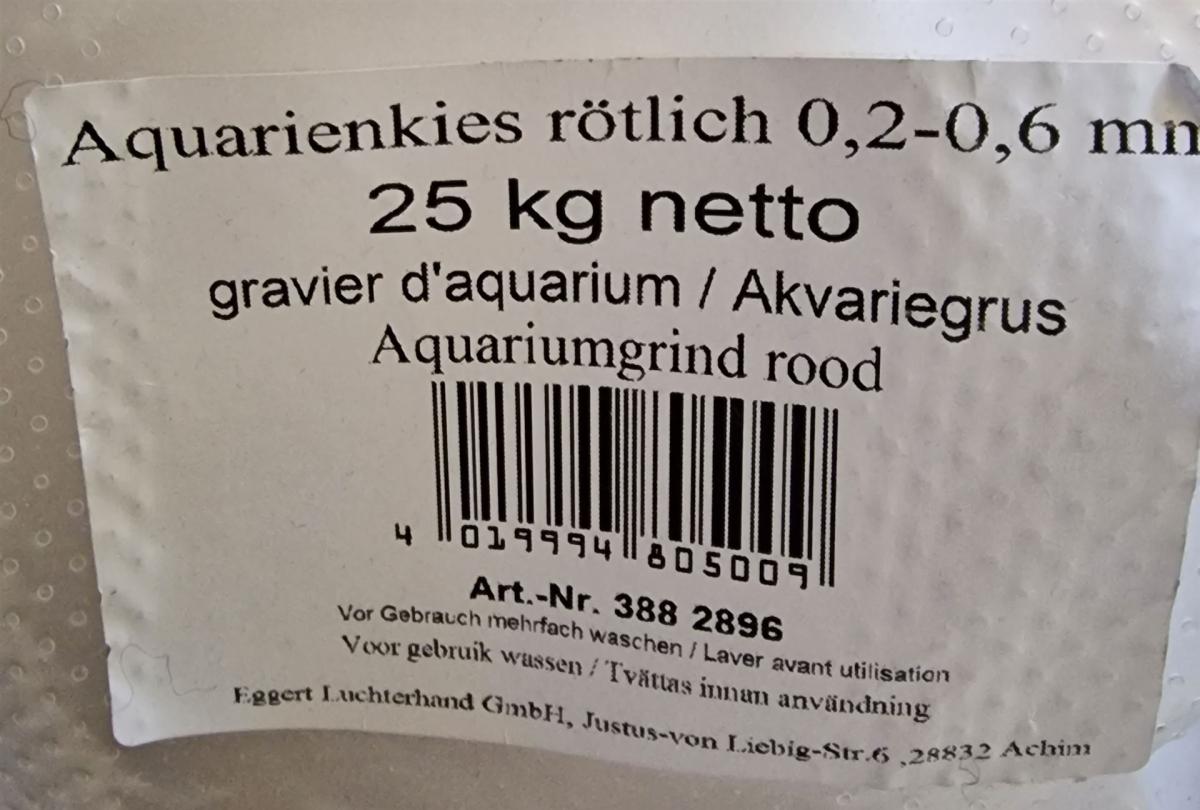 Aquarienkies rötlich 0,2-0,6 mm
25 kg netto
gravier d'aquarium / Akvariegrus
Aquariumgrind rood
4 019994 805009
Art.-Nr. 388 2896
Vor Gebrauch mehrfach waschen / Laver avant utilisation
Voor gebruik wassen / Tvättas innan användning
Eggert Luchterhand GmbH, Justus-von Liebig-Str.6 ,28832 Achim